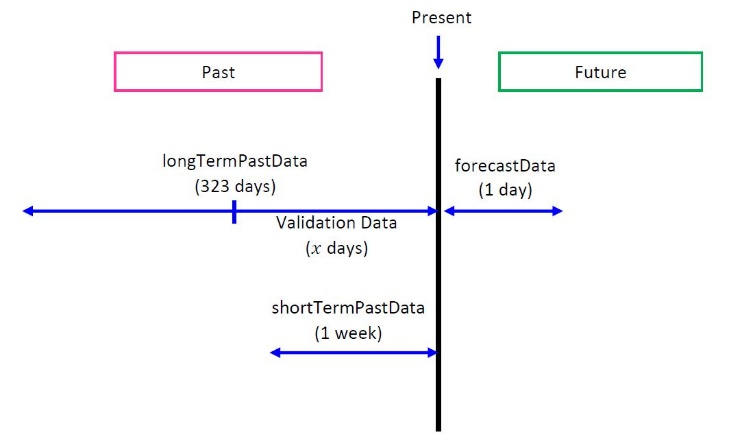 Present
Past
Future
longTermPastData
(323 days)
forecastData
(1 day)
Validation Data
(x days)
shortTermPastData
(1 week)